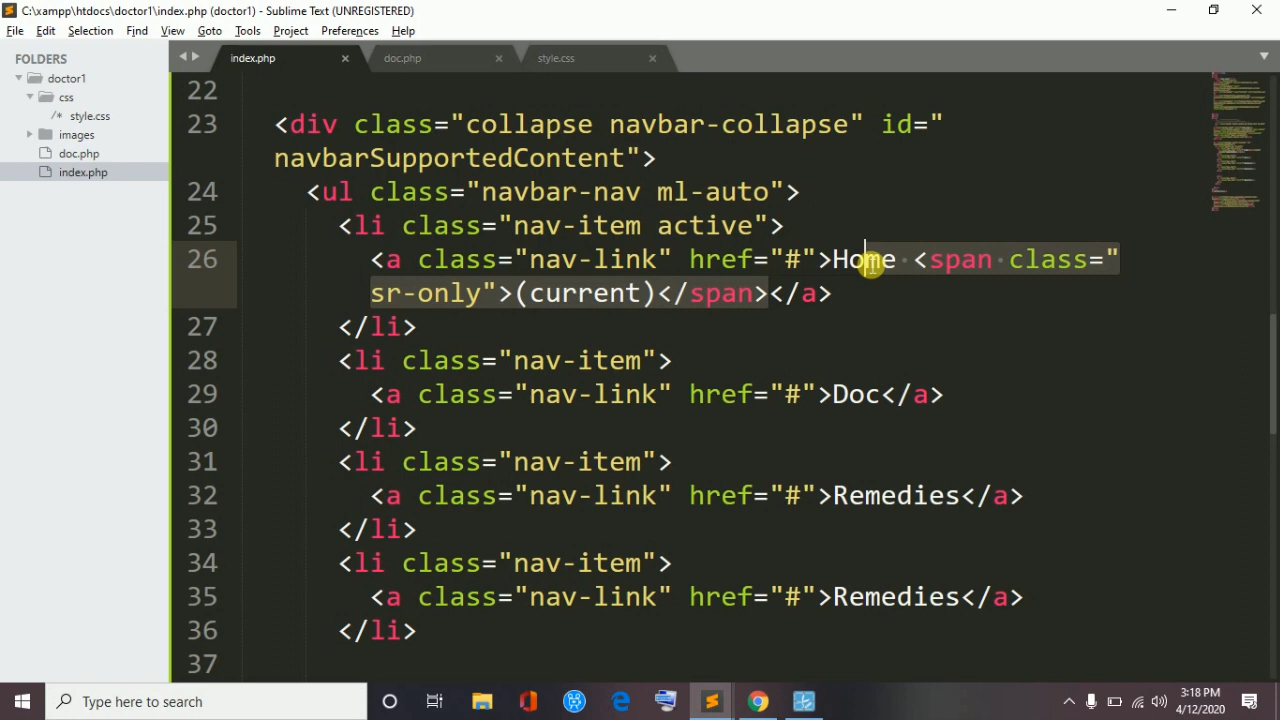 C:\xampp\htdocs\doctor1\index.php (doctor1) - Sublime Text (UNREGISTERED)
File Edit Selection Find View Goto Tools Project Preferences Help
FOLDERS
doctor1
css
style.css
images
doc.php
index.php
index.php doc.php style.css
22
23 <div class="collapse navbar-collapse" id="
navbarSupportedContent">
24 <ul class="navbar-nav ml-auto">
25 <li class="nav-item active">
26 <a class="nav-link" href="#">Home <span class="
sr-only">(current)</span></a>
27 </li>
28 <li class="nav-item">
29 <a class="nav-link" href="#">Doc</a>
30 </li>
31 <li class="nav-item">
32 <a class="nav-link" href="#">Remedies</a>
33 </li>
34 <li class="nav-item">
35 <a class="nav-link" href="#">Remedies</a>
36 </li>
37
Type here to search
3:18 PM
4/12/2020